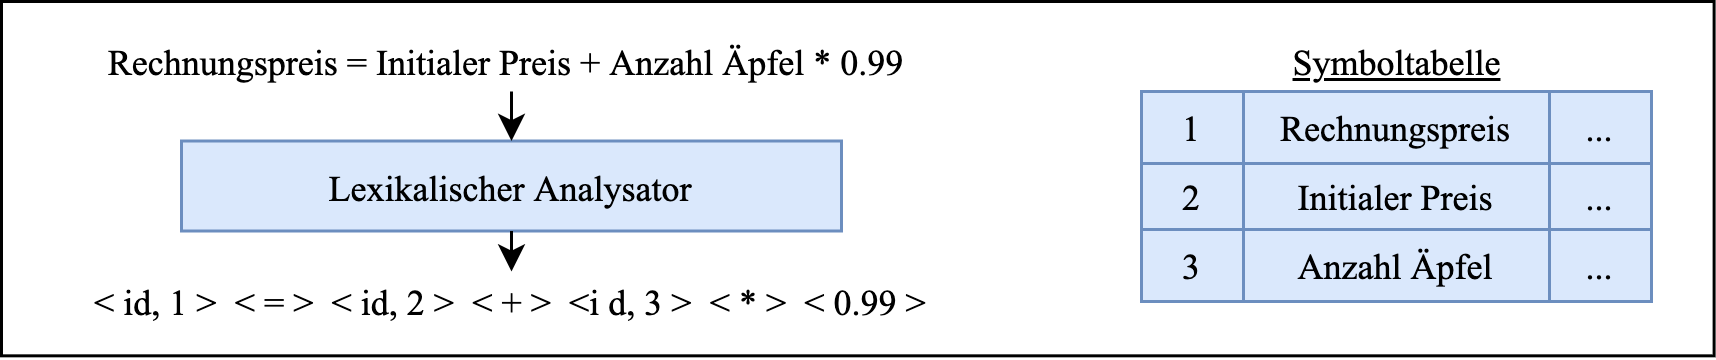 Rechnungspreis = Initialer Preis + Anzahl Äpfel * 0.99
Lexikalischer Analysator
< id, 1 > < = > < id, 2 > < + > <i d, 3 > < * > < 0.99 >
Symboltabelle
1 Rechnungspreis ...
2 Initialer Preis ...
3 Anzahl Äpfel ...